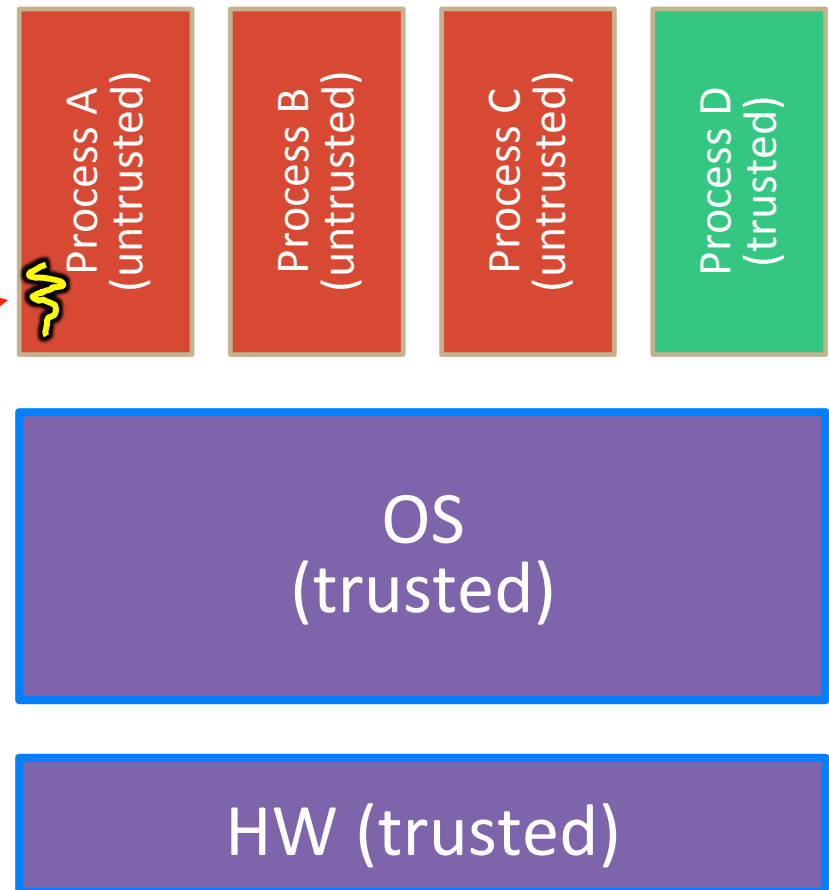 Process A
(untrusted)
Process B
(untrusted)
Process C
(untrusted)
Process D
(trusted)
OS
(trusted)
HW (trusted)